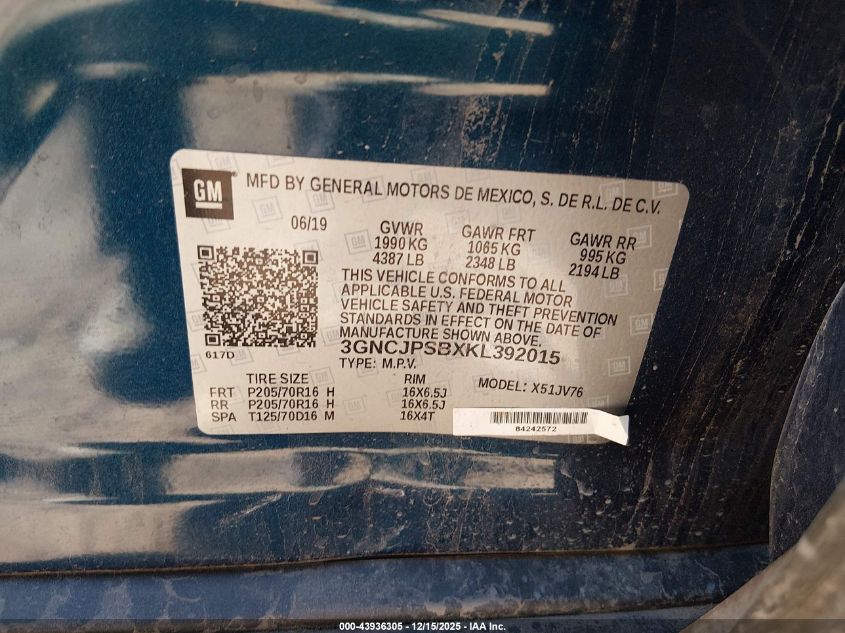 GM
MFD BY GENERAL MOTORS DE MEXICO, S. DE R.L. DE C.V.
06/19
GVWR
1990 KG
4387 LB
GAWR FRT
1065 KG
2348 LB
GAWR RR
995 KG
2194 LB
THIS VEHICLE CONFORMS TO ALL
APPLICABLE U.S. FEDERAL MOTOR
VEHICLE SAFETY AND THEFT PREVENTION
STANDARDS IN EFFECT ON THE DATE OF
MANUFACTURE SHOWN ABOVE.
617D
3GNCJPSBXKL392015
TYPE: M.P.V.
TIRE SIZE RIM MODEL: X51JV76
FRT P205/70R16 H 16X6.5J
RR P205/70R16 H 16X6.5J
SPA T125/70D16 M 16X4T
84242572
000-43936305 - 12/15/2025 - IAA Inc.